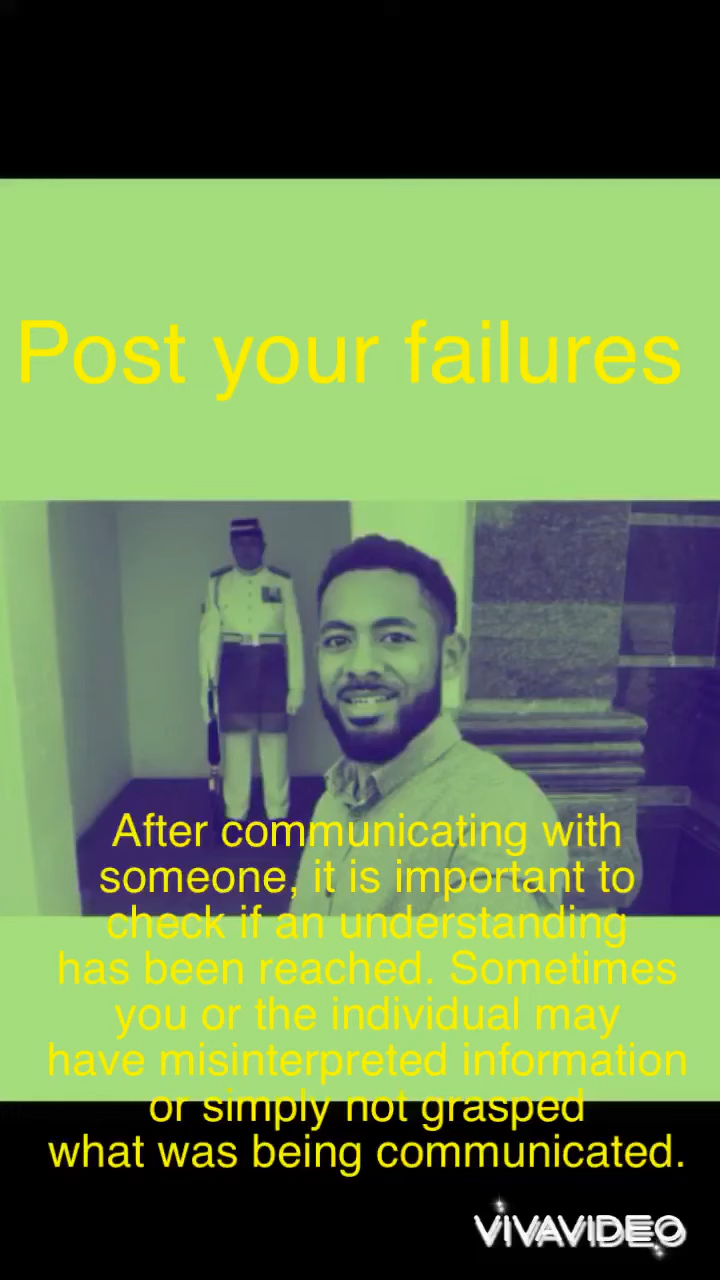 Post your failures
After communicating with
someone, it is important to
check if an understanding
has been reached. Sometimes
you or the individual may
have misinterpreted information
or simply not grasped
what was being communicated.
VIVAVIDEO